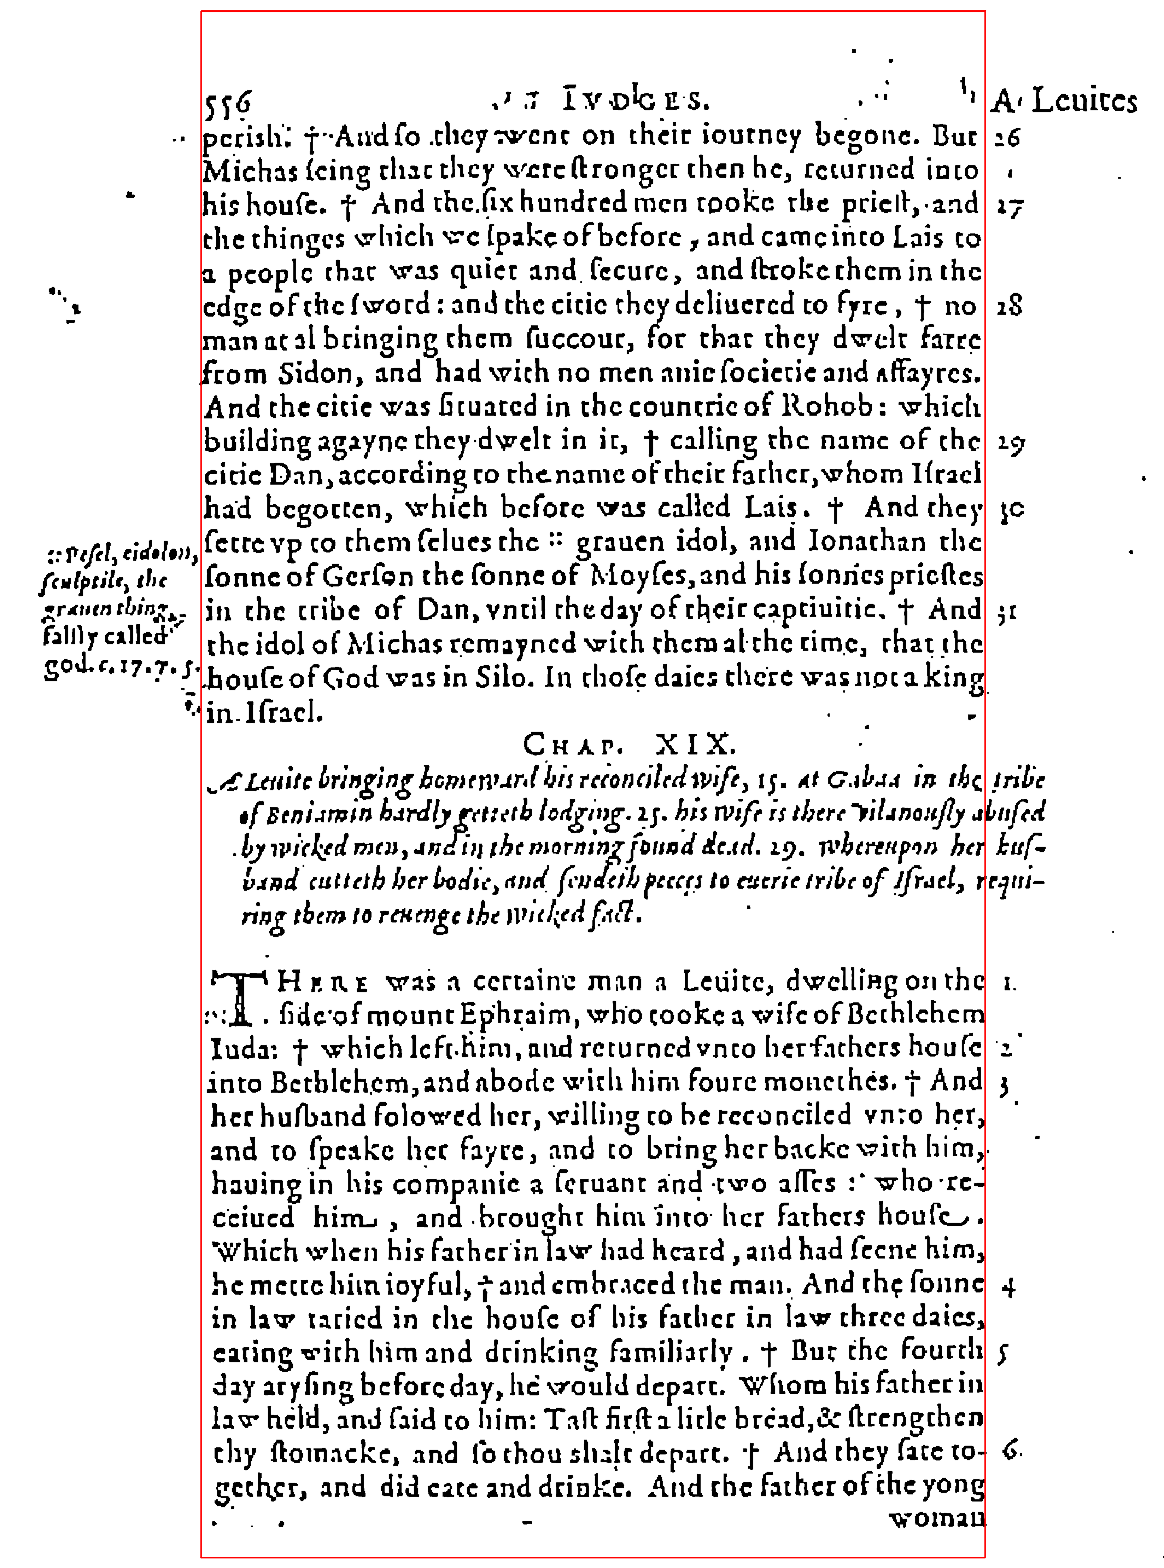 556 IVDGES. A Leuites
perish. † And so they went on their iourney begone. But 26
Michas seing that they were stronger then he, returned into
his house. † And the six hundred men tooke the priest, and 27
the thinges which we spake of before, and came into Lais to
a people that was quiet and secure, and stroke them in the
edge of the sword: and the citie they deliuered to fyre, † no 28
man at al bringing them succour, for that they dwelt farre
from Sidon, and had with no men anie societie and affayres.
And the citie was situated in the countrie of Rohob: which
building agayne they dwelt in it, † calling the name of the 29
citie Dan, according to the name of their father, whom Israel
had begotten, which before was called Lais. † And they 30
sette vp to them selues the :: grauen idol, and Ionathan the
sonne of Gerson the sonne of Moyses, and his sonnes priestes
in the tribe of Dan, vntil the day of their captiuitie. † And 31
the idol of Michas remayned with them al the time, that the
house of God was in Silo. In those daies there was not a king
in Israel.
:: Pesel, eidolon,
sculptile, the
grauen thing,
falsly called
god. c. 17. v. 5.
CHAP. XIX.
A Leuite bringing homeward his reconciled wife, 15. at Gabaa in the tribe
of Beniamin hardly getteth lodging. 25. his wife is there vilanously abused
by wicked men, and in the morning found dead. 29. Whereupon her hus-
band cutteth her bodie, and sendeth peeces to euerie tribe of Israel, requi-
ring them to reuenge the wicked fact.
THERE was a certaine man a Leuite, dwelling on the 1.
side of mount Ephraim, who tooke a wife of Bethlehem
Iuda: † which left him, and returned vnto her fathers house 2
into Bethlehem, and abode with him foure monethes. † And 3
her husband folowed her, willing to be reconciled vnto her,
and to speake her fayre, and to bring her backe with him,
hauing in his companie a seruant and two asses: who re-
ceiued him, and brought him into her fathers house.
Which when his father in law had heard, and had seene him,
he mette him ioyful, † and embraced the man. And the sonne 4
in law taried in the house of his father in law three daies,
eating with him and drinking familiarly. † But the fourth 5
day arysing before day, he would depart. Whom his father in
law held, and said to him: Tast first a litle bread, & strengthen
thy stomacke, and so thou shalt depart. † And they sate to- 6.
gether, and did eate and drinke. And the father of the yong
woman